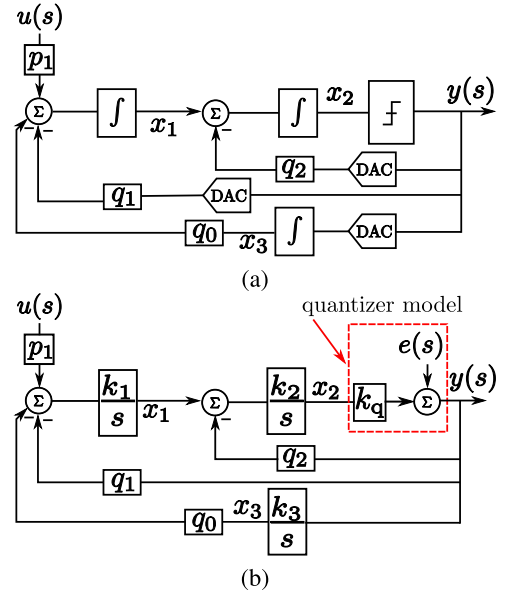 u(s)
p1
Σ ∫ x1 Σ ∫ x2 y(s)
q2 DAC
q1 DAC
q0 x3 ∫ DAC
(a)
quantizer model
u(s)
e(s)
p1
Σ k1/s x1 Σ k2/s x2 kq Σ y(s)
q2
q1
q0 x3 k3/s
(b)